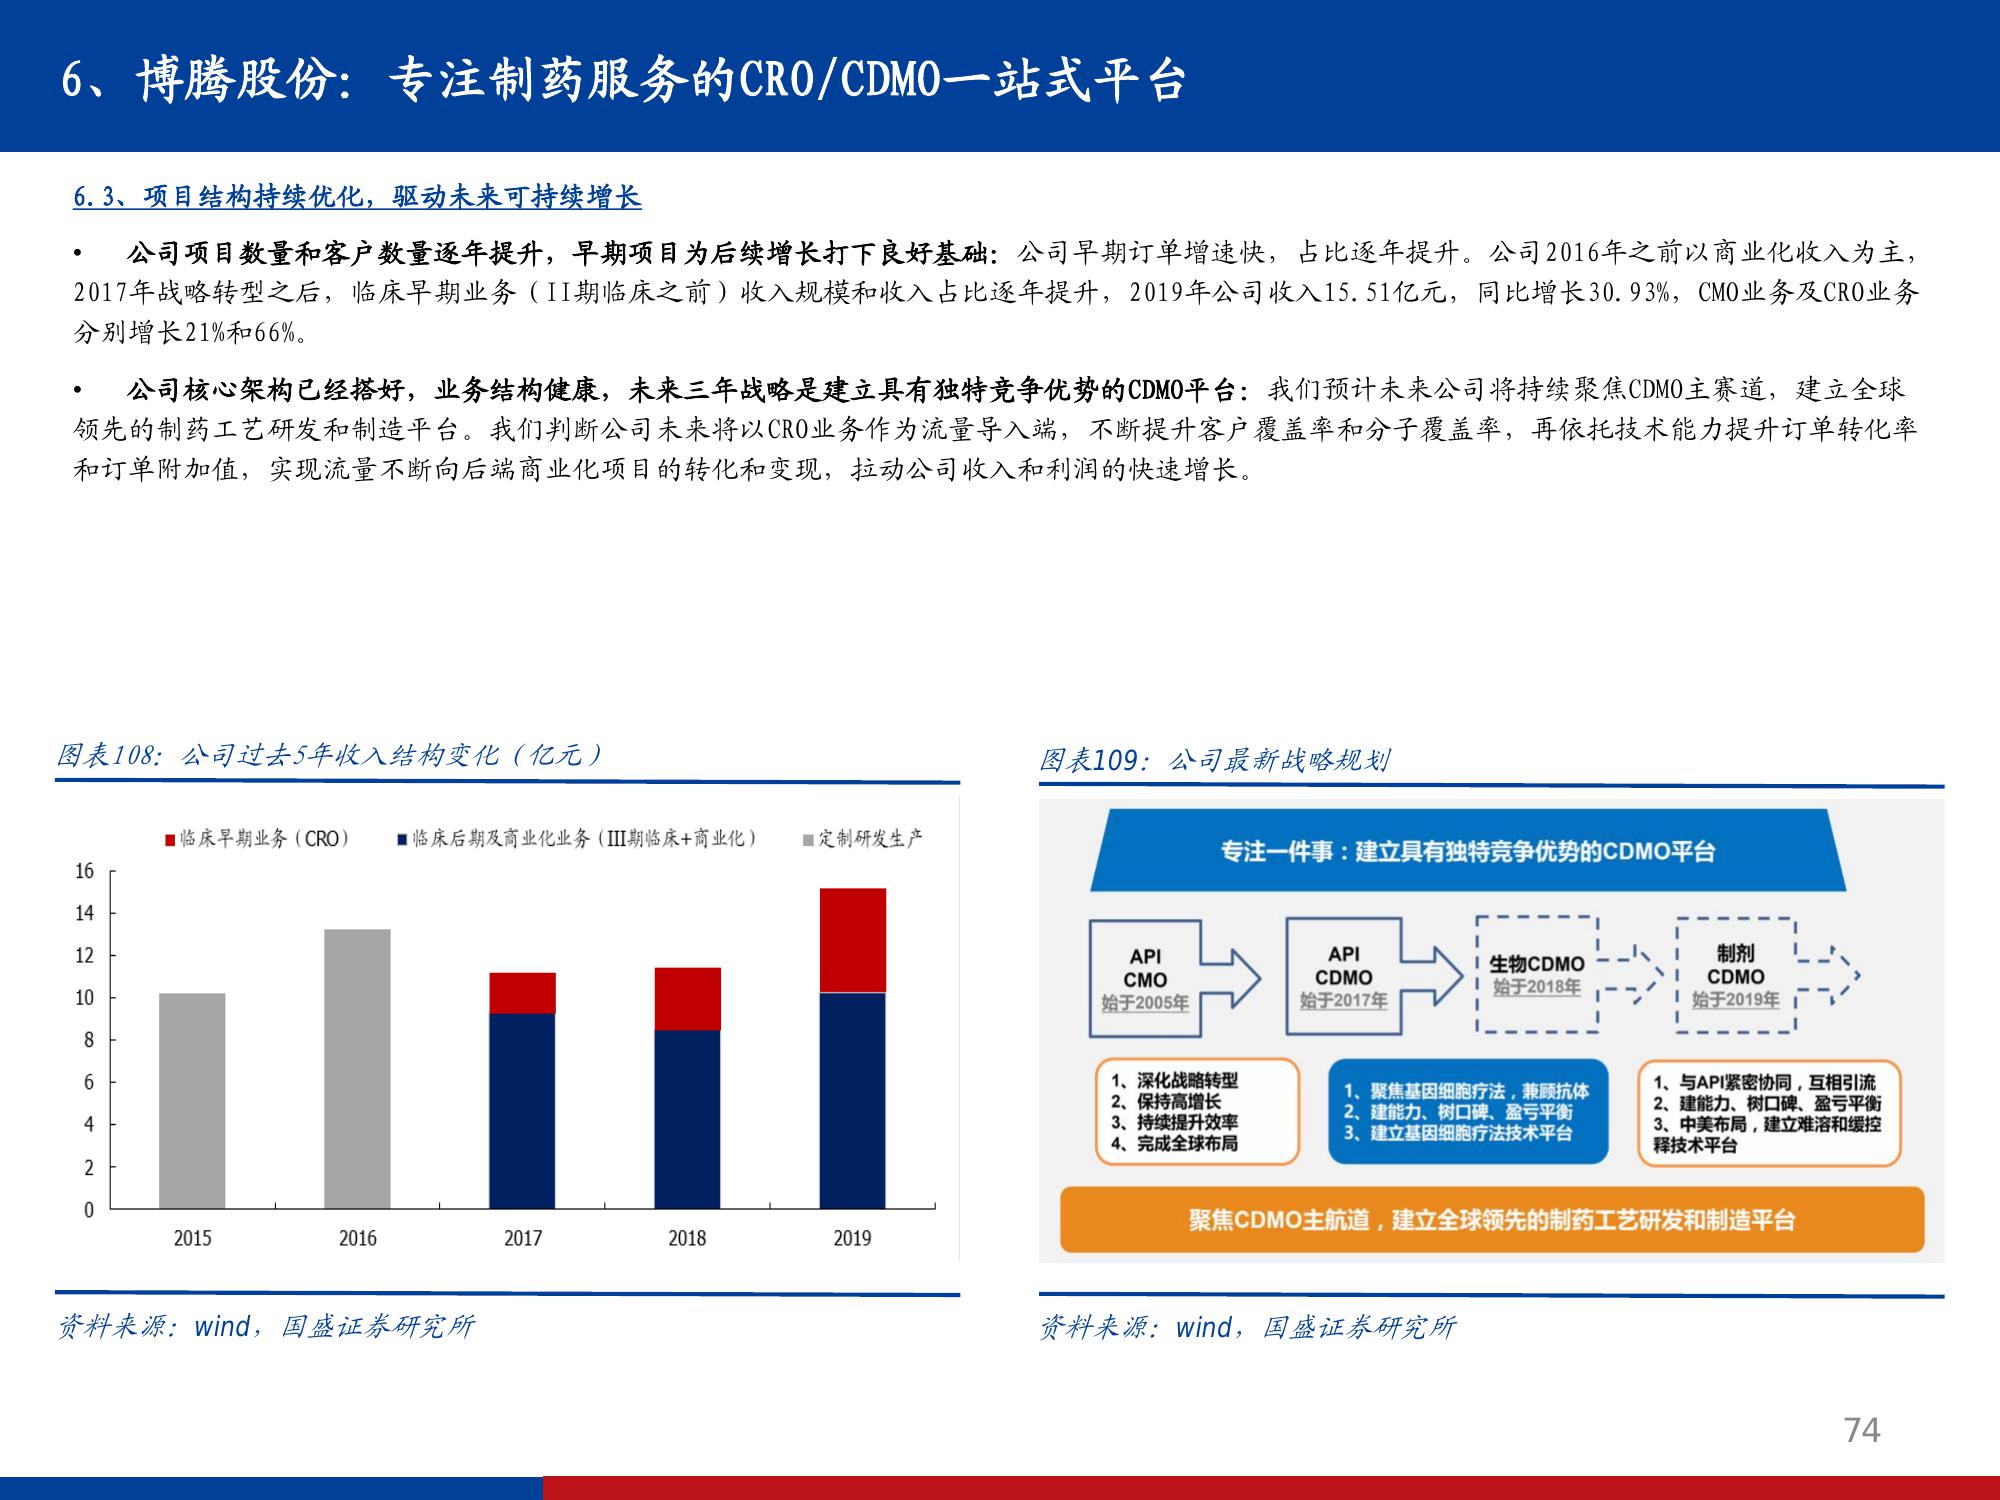 6、博腾股份：专注制药服务的CRO/CDMO一站式平台
6.3、项目结构持续优化，驱动未来可持续增长
• 公司项目数量和客户数量逐年提升，早期项目为后续增长打下良好基础：公司早期订单增速快，占比逐年提升。公司2016年之前以商业化收入为主，
2017年战略转型之后，临床早期业务（II期临床之前）收入规模和收入占比逐年提升，2019年公司收入15.51亿元，同比增长30.93%，CMO业务及CRO业务
分别增长21%和66%。
• 公司核心架构已经搭好，业务结构健康，未来三年战略是建立具有独特竞争优势的CDMO平台：我们预计未来公司将持续聚焦CDMO主赛道，建立全球
领先的制药工艺研发和制造平台。我们判断公司未来将以CRO业务作为流量导入端，不断提升客户覆盖率和分子覆盖率，再依托技术能力提升订单转化率
和订单附加值，实现流量不断向后端商业化项目的转化和变现，拉动公司收入和利润的快速增长。
图表108：公司过去5年收入结构变化（亿元）
临床早期业务（CRO） 临床后期及商业化业务（III期临床+商业化） 定制研发生产
16
14
12
10
8
6
4
2
0
2015 2016 2017 2018 2019
资料来源：wind，国盛证券研究所
图表109：公司最新战略规划
专注一件事：建立具有独特竞争优势的CDMO平台
API
CMO
始于2005年
API
CDMO
始于2017年
生物CDMO
始于2018年
制剂
CDMO
始于2019年
1、深化战略转型
2、保持高增长
3、持续提升效率
4、完成全球布局
1、聚焦基因细胞疗法，兼顾抗体
2、建能力、树口碑、盈亏平衡
3、建立基因细胞疗法技术平台
1、与API紧密协同，互相引流
2、建能力、树口碑、盈亏平衡
3、中美布局，建立难溶和缓控
释技术平台
聚焦CDMO主航道，建立全球领先的制药工艺研发和制造平台
资料来源：wind，国盛证券研究所
74